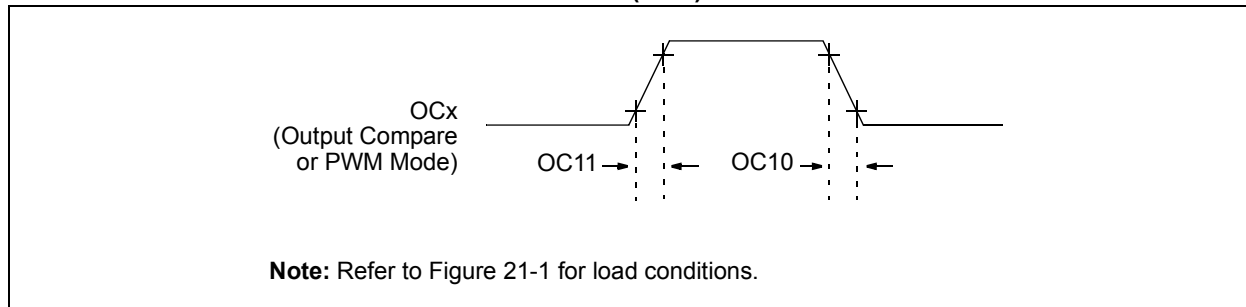 OCx
(Output Compare
or PWM Mode)
OC11
OC10
Note: Refer to Figure 21-1 for load conditions.